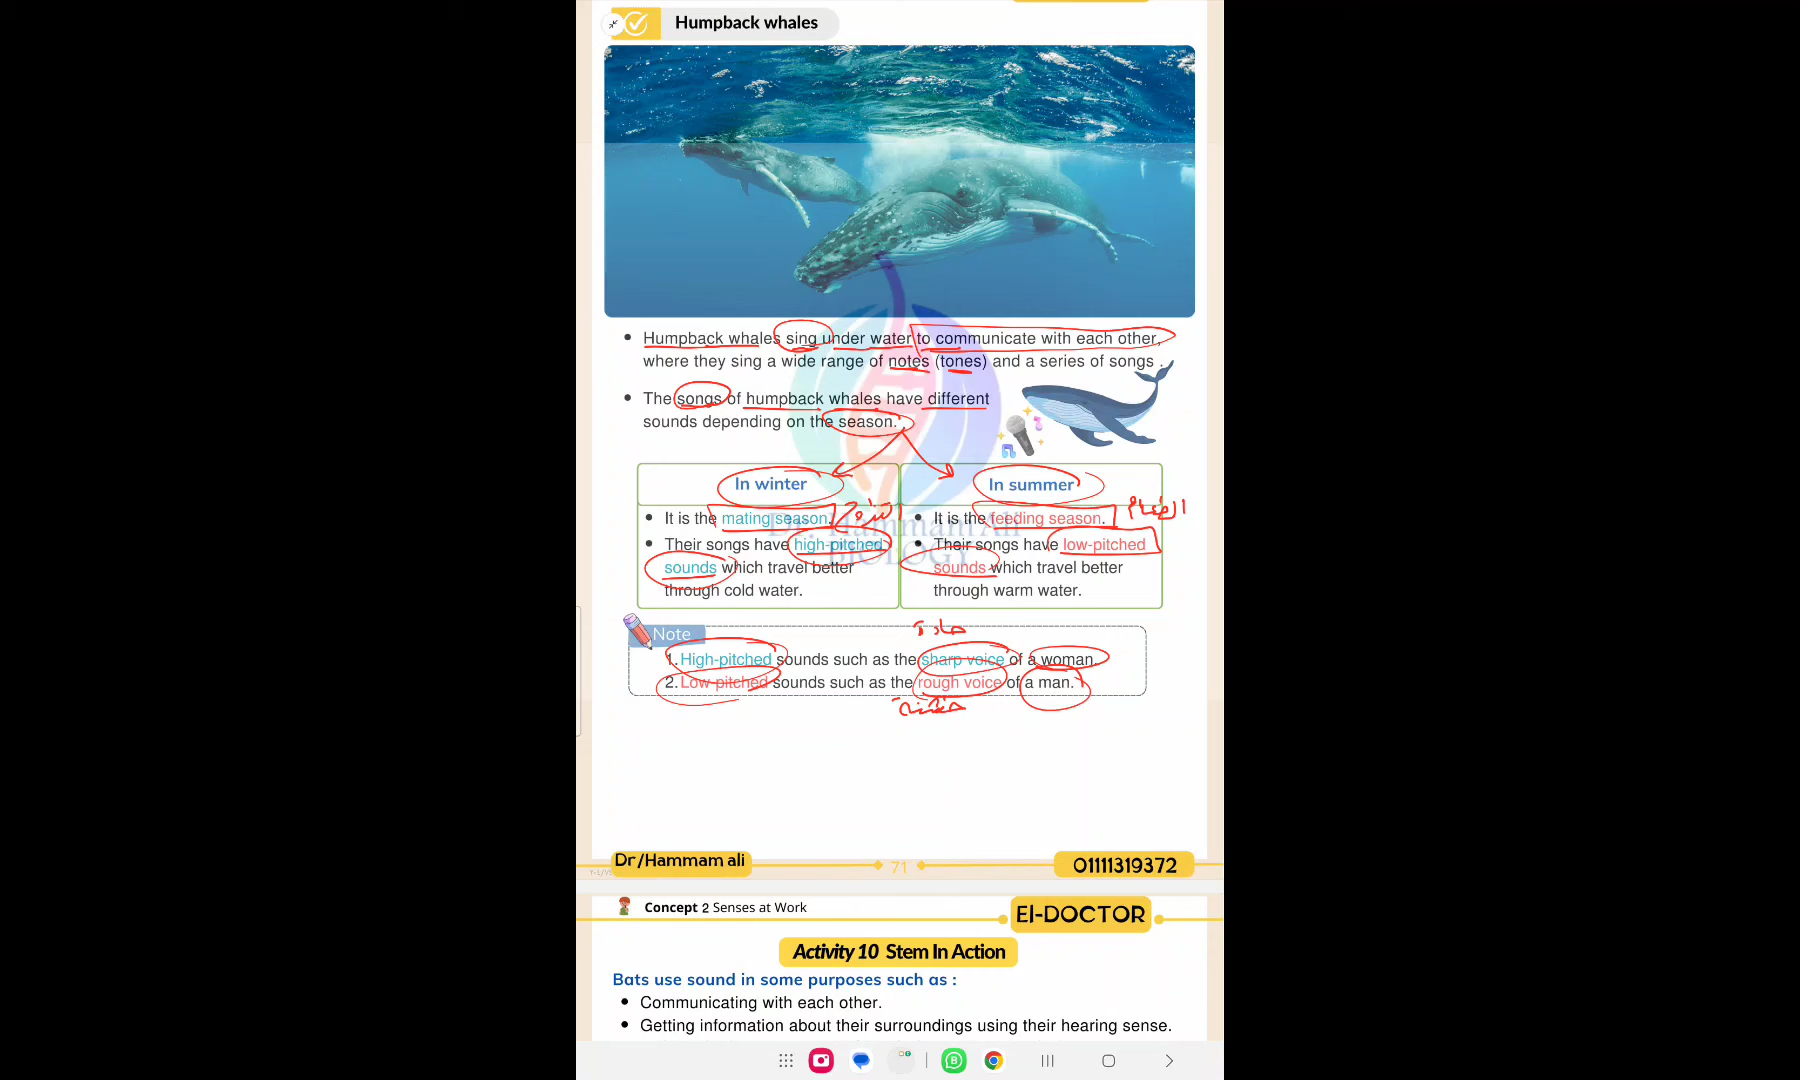 Humpback whales
Humpback whales sing under water to communicate with each other,
where they sing a wide range of notes (tones) and a series of songs .
The songs of humpback whales have different
sounds depending on the season.
In winter
It is the mating season.
Their songs have high-pitched
sounds which travel better
through cold water.
In summer
It is the feeding season.
Their songs have low-pitched
sounds which travel better
through warm water.
Dr. Hammam Ali
BIOLOGY
Note
حادة
1. High-pitched sounds such as the sharp voice of a woman.
2. Low-pitched sounds such as the rough voice of a man.
Dr/Hammam ali
71
01111319372
Concept 2 Senses at Work
El-DOCTOR
Activity 10 Stem In Action
Bats use sound in some purposes such as :
Communicating with each other.
Getting information about their surroundings using their hearing sense.